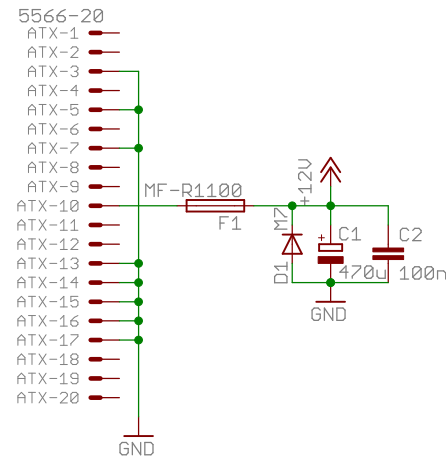 5566-20
ATX-1
ATX-2
ATX-3
ATX-4
ATX-5
ATX-6
ATX-7
ATX-8
ATX-9
ATX-10
ATX-11
ATX-12
ATX-13
ATX-14
ATX-15
ATX-16
ATX-17
ATX-18
ATX-19
ATX-20
GND
MF-R1100
F1
M7
D1
+12V
+
C1
470u
C2
100n
GND